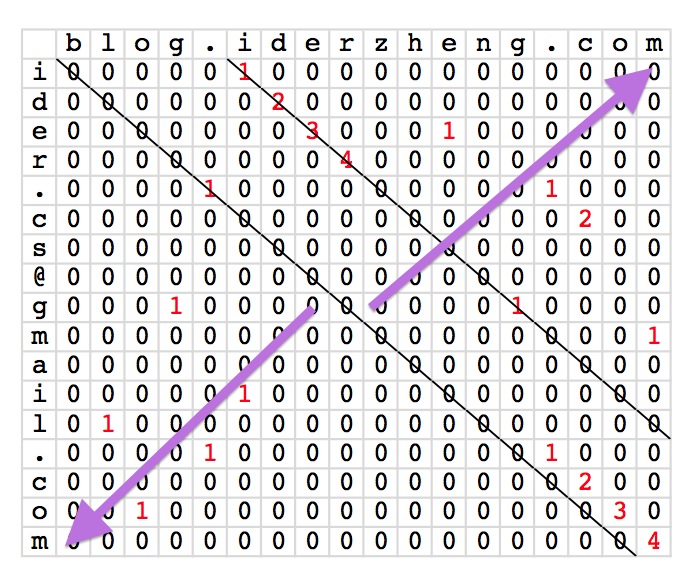 b l o g . i d e r z h e n g . c o m
i 0 0 0 0 0 1 0 0 0 0 0 0 0 0 0 0 0 0
d 0 0 0 0 0 0 2 0 0 0 0 0 0 0 0 0 0 0
e 0 0 0 0 0 0 0 3 0 0 0 1 0 0 0 0 0 0
r 0 0 0 0 0 0 0 0 4 0 0 0 0 0 0 0 0 0
. 0 0 0 0 1 0 0 0 0 0 0 0 0 0 1 0 0 0
c 0 0 0 0 0 0 0 0 0 0 0 0 0 0 0 2 0 0
s 0 0 0 0 0 0 0 0 0 0 0 0 0 0 0 0 0 0
@ 0 0 0 0 0 0 0 0 0 0 0 0 0 0 0 0 0 0
g 0 0 0 1 0 0 0 0 0 0 0 0 0 1 0 0 0 0
m 0 0 0 0 0 0 0 0 0 0 0 0 0 0 0 0 0 1
a 0 0 0 0 0 0 0 0 0 0 0 0 0 0 0 0 0 0
i 0 0 0 0 0 1 0 0 0 0 0 0 0 0 0 0 0 0
l 0 1 0 0 0 0 0 0 0 0 0 0 0 0 0 0 0 0
. 0 0 0 0 1 0 0 0 0 0 0 0 0 0 1 0 0 0
c 0 0 0 0 0 0 0 0 0 0 0 0 0 0 0 2 0 0
o 0 0 1 0 0 0 0 0 0 0 0 0 0 0 0 0 3 0
m 0 0 0 0 0 0 0 0 0 0 0 0 0 0 0 0 0 4